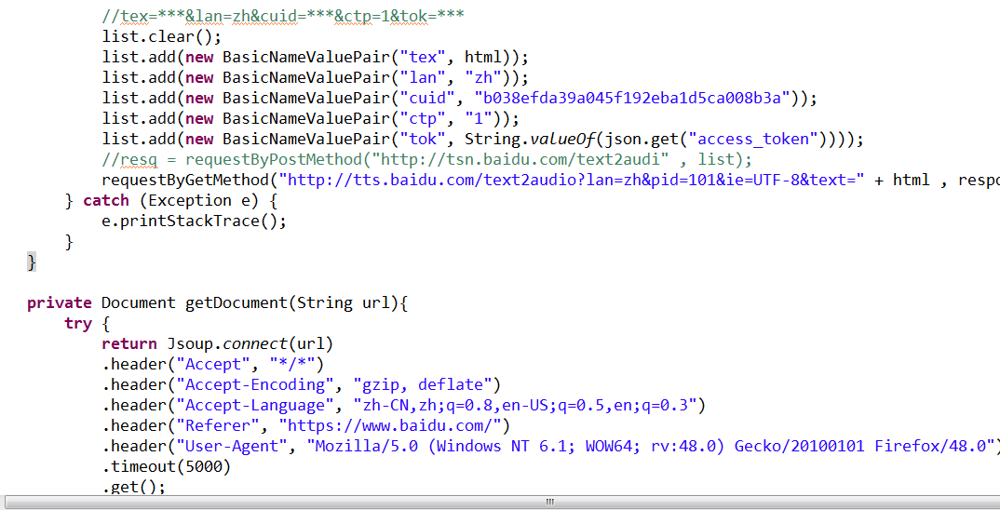 //tex=***&lan=zh&cuid=***&ctp=1&tok=***
list.clear();
list.add(new BasicNameValuePair("tex", html));
list.add(new BasicNameValuePair("lan", "zh"));
list.add(new BasicNameValuePair("cuid", "b038efda39a045f192eba1d5ca008b3a"));
list.add(new BasicNameValuePair("ctp", "1"));
list.add(new BasicNameValuePair("tok", String.valueOf(json.get("access_token"))));
//resq = requestByPostMethod("http://tsn.baidu.com/text2audi" , list);
requestByGetMethod("http://tts.baidu.com/text2audio?lan=zh&pid=101&ie=UTF-8&text=" + html , respo
} catch (Exception e) {
e.printStackTrace();
}
}
private Document getDocument(String url){
try {
return Jsoup.connect(url)
.header("Accept", "*/*")
.header("Accept-Encoding", "gzip, deflate")
.header("Accept-Language", "zh-CN,zh;q=0.8,en-US;q=0.5,en;q=0.3")
.header("Referer", "https://www.baidu.com/")
.header("User-Agent", "Mozilla/5.0 (Windows NT 6.1; WOW64; rv:48.0) Gecko/20100101 Firefox/48.0")
.timeout(5000)
.get();